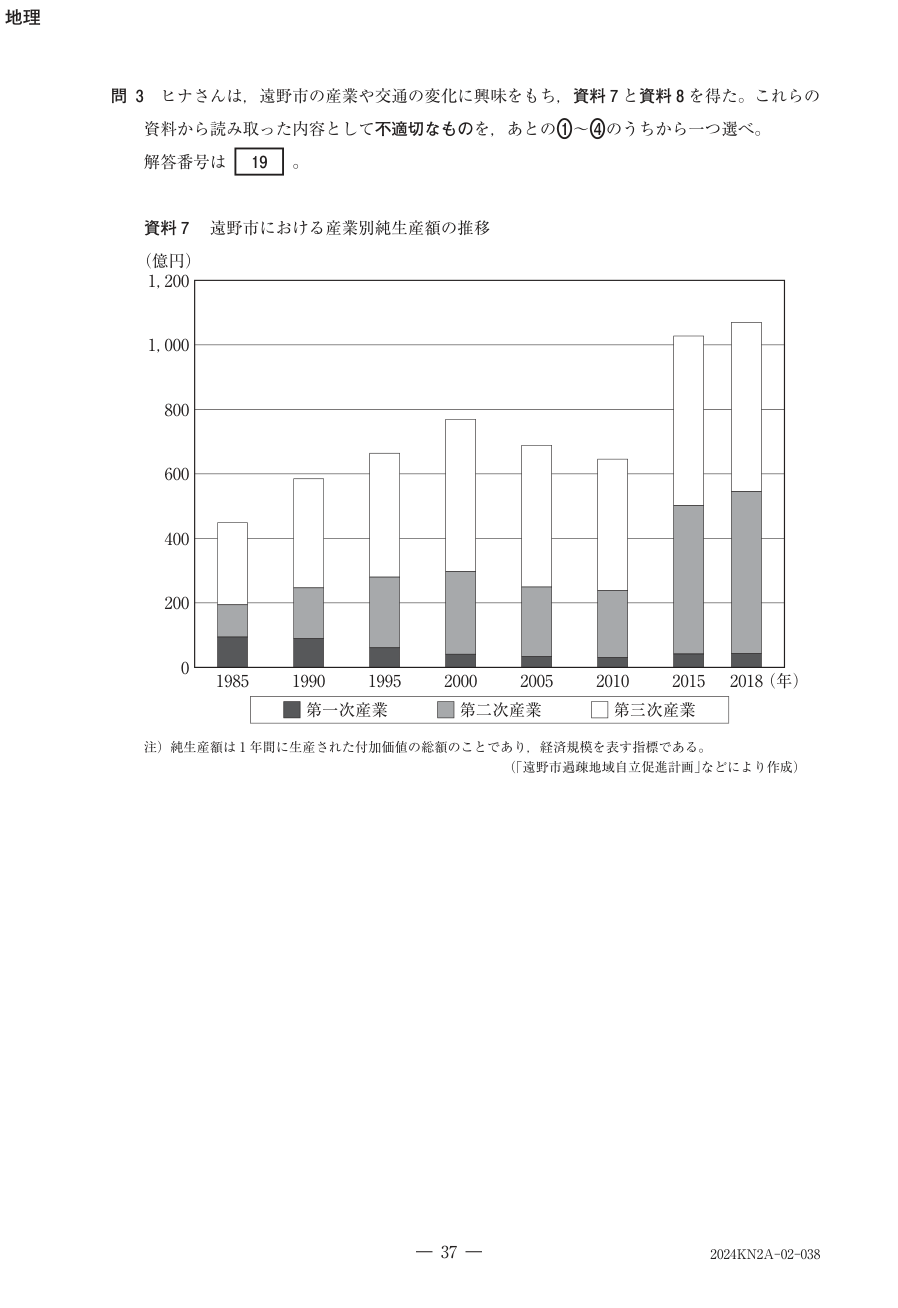 地理
問 3 ヒナさんは，遠野市の産業や交通の変化に興味をもち，資料7と資料8を得た。これらの
資料から読み取った内容として不適切なものを，あとの①～④のうちから一つ選べ。
解答番号は 19 。
資料7 遠野市における産業別純生産額の推移
（億円）
1,200
1,000
800
600
400
200
0
1985 1990 1995 2000 2005 2010 2015 2018（年）
第一次産業 第二次産業 第三次産業
注）純生産額は1年間に生産された付加価値の総額のことであり，経済規模を表す指標である。
（「遠野市過疎地域自立促進計画」などにより作成）
― 37 ―
2024KN2A-02-038